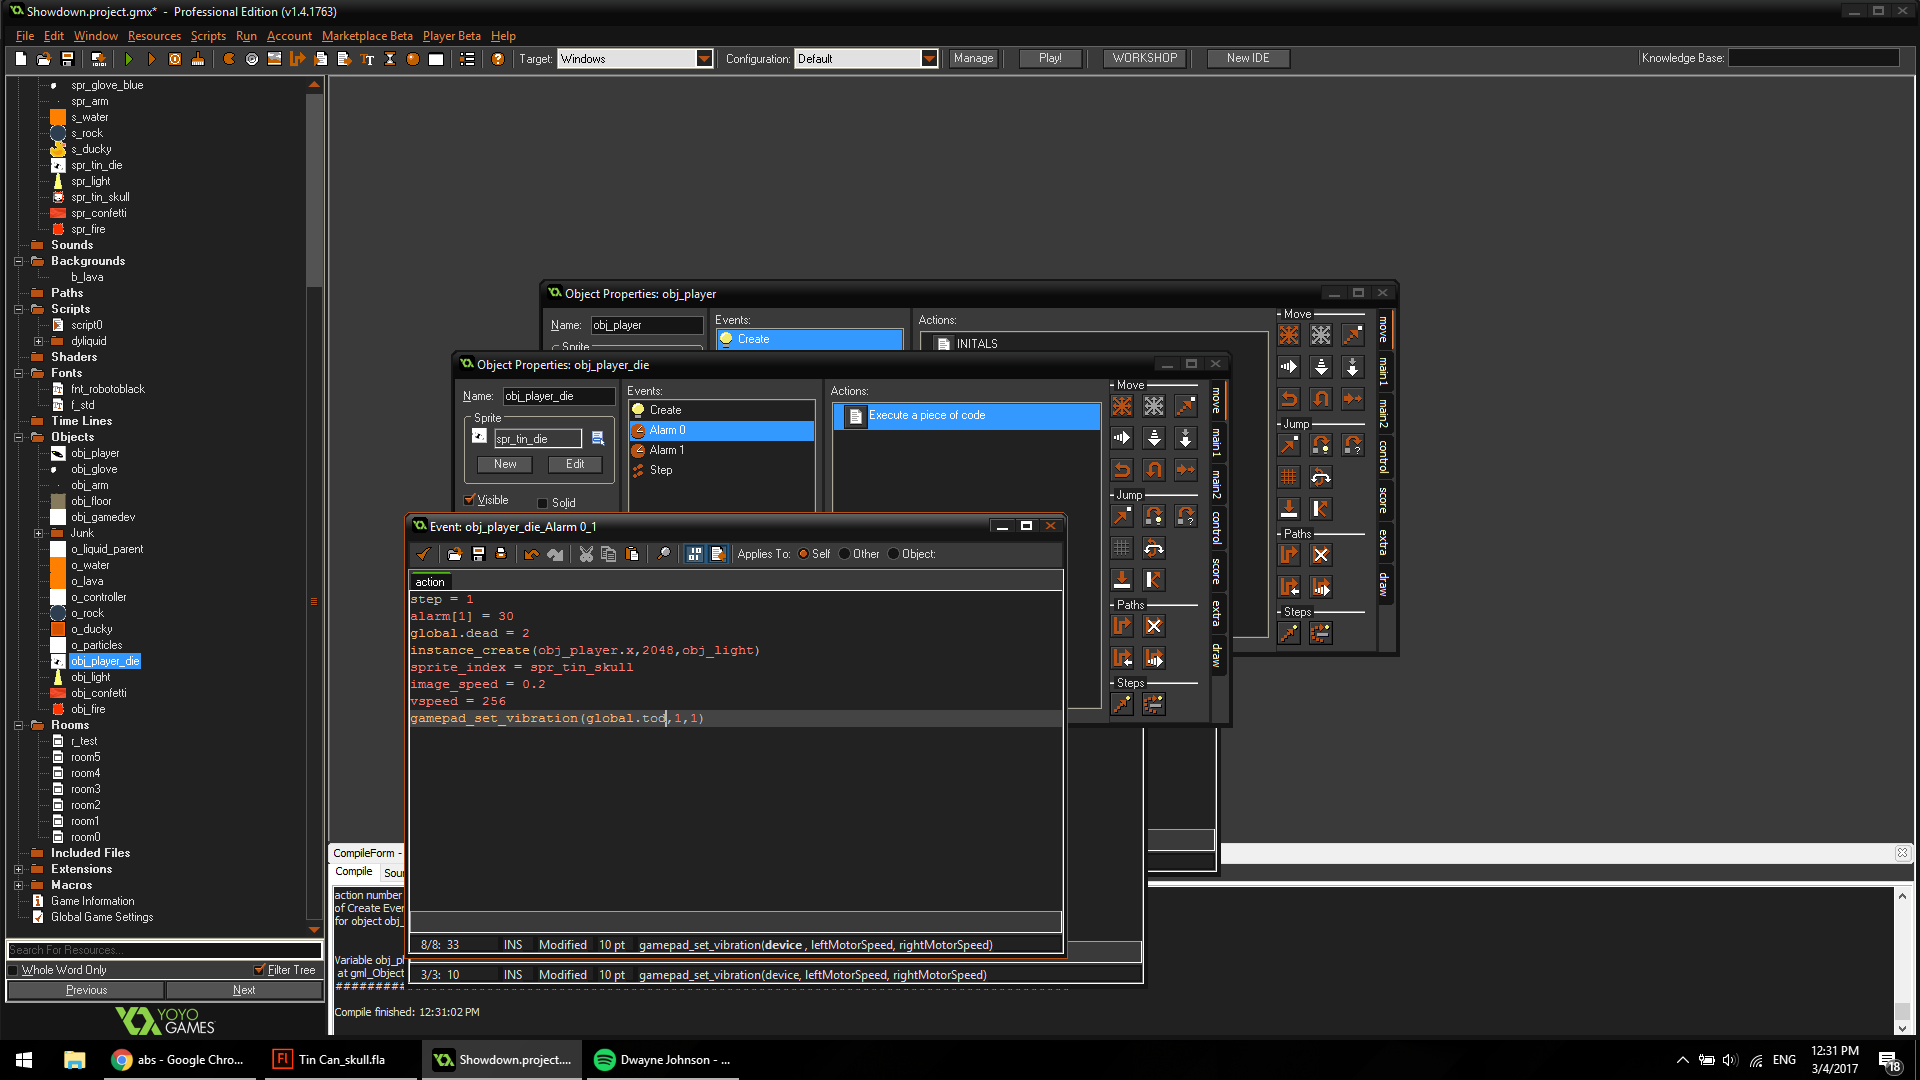 Showdown.project.gmx*  -  Professional Edition (v1.4.1763)
File Edit Window Resources Scripts Run Account Marketplace Beta Player Beta Help
Target: Windows Configuration: Default Manage Play! WORKSHOP New IDE Knowledge Base:
spr_glove_blue
spr_arm
s_water
s_rock
s_ducky
spr_tin_die
spr_light
spr_tin_skull
spr_confetti
spr_fire
Sounds
Backgrounds
b_lava
Paths
Scripts
script0
dyliquid
Shaders
Fonts
fnt_robotoblack
f_std
Time Lines
Objects
obj_player
obj_glove
obj_arm
obj_floor
obj_gamedev
Junk
o_liquid_parent
o_water
o_lava
o_controller
o_rock
o_ducky
o_particles
obj_player_die
obj_light
obj_confetti
obj_fire
Rooms
r_test
room5
room4
room3
room2
room1
room0
Included Files
Extensions
Macros
Game Information
Global Game Settings
Search For Resources...
Whole Word Only Filter Tree
Previous Next
YOYO
GAMES
Object Properties: obj_player
Name: obj_player
Sprite
Events:
Create
Actions:
INITALS
Move
Jump
Paths
Steps
move
main1
main2
control
score
extra
draw
Object Properties: obj_player_die
Name: obj_player_die
Sprite
spr_tin_die
New Edit
Visible Solid
Events:
Create
Alarm 0
Alarm 1
Step
Actions:
Execute a piece of code
Move
Jump
Paths
Steps
move
main1
main2
control
score
extra
draw
Event: obj_player_die_Alarm 0_1
Applies To: Self Other Object:
action
step = 1
alarm[1] = 30
global.dead = 2
instance_create(obj_player.x,2048,obj_light)
sprite_index = spr_tin_skull
image_speed = 0.2
vspeed = 256
gamepad_set_vibration(global.tod,1,1)
8/8: 33 INS Modified 10 pt gamepad_set_vibration(device , leftMotorSpeed, rightMotorSpeed)
3/3: 10 INS Modified 10 pt gamepad_set_vibration(device, leftMotorSpeed, rightMotorSpeed)
CompileForm -
Compile Sour
action number
of Create Ever
for object obj_
Variable obj_pl
at gml_Object
##########
Compile finished: 12:31:02 PM
abs - Google Chro...
Fl Tin Can_skull.fla
Showdown.project....
Dwayne Johnson - ...
ENG
12:31 PM
3/4/2017
18